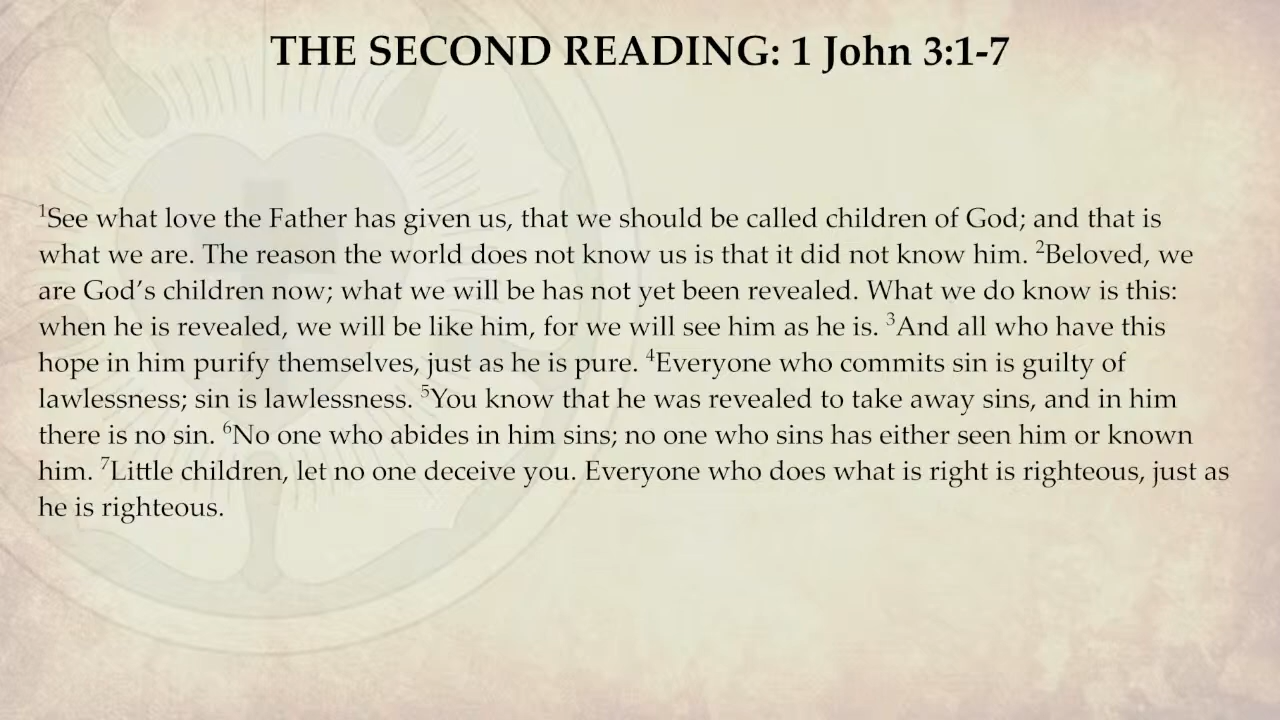 THE SECOND READING: 1 John 3:1-7
¹See what love the Father has given us, that we should be called children of God; and that is
what we are. The reason the world does not know us is that it did not know him. ²Beloved, we
are God’s children now; what we will be has not yet been revealed. What we do know is this:
when he is revealed, we will be like him, for we will see him as he is. ³And all who have this
hope in him purify themselves, just as he is pure. ⁴Everyone who commits sin is guilty of
lawlessness; sin is lawlessness. ⁵You know that he was revealed to take away sins, and in him
there is no sin. ⁶No one who abides in him sins; no one who sins has either seen him or known
him. ⁷Little children, let no one deceive you. Everyone who does what is right is righteous, just as
he is righteous.